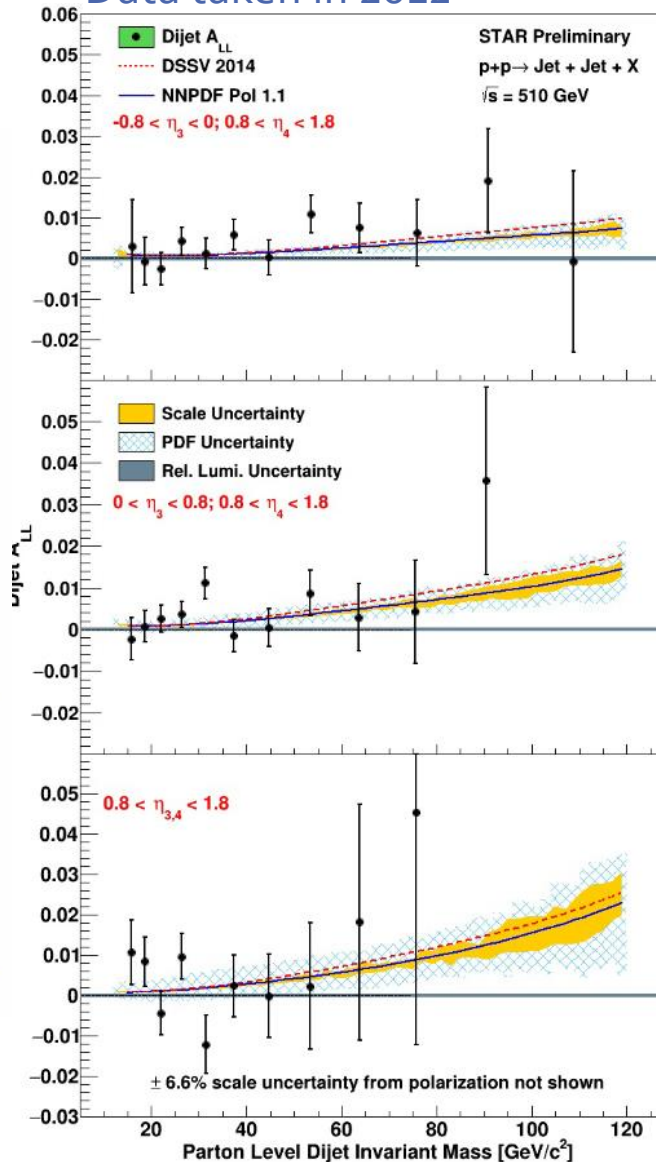 Data taken in 2012
0.06
Dijet A_LL
STAR Preliminary
DSSV 2014
p+p→ Jet + Jet + X
0.05
NNPDF Pol 1.1
√s = 510 GeV
0.04
-0.8 < η₃ < 0; 0.8 < η₄ < 1.8
0.03
0.02
0.01
0
−0.01
−0.02
0.05
Scale Uncertainty
PDF Uncertainty
0.04
Rel. Lumi. Uncertainty
0.03
0 < η₃ < 0.8; 0.8 < η₄ < 1.8
0.02
Dijet A_LL
0.01
0
−0.01
−0.02
0.05
0.8 < η₃,₄ < 1.8
0.04
0.03
0.02
0.01
0
−0.01
−0.02
± 6.6% scale uncertainty from polarization not shown
−0.03
20 40 60 80 100 120
Parton Level Dijet Invariant Mass [GeV/c²]